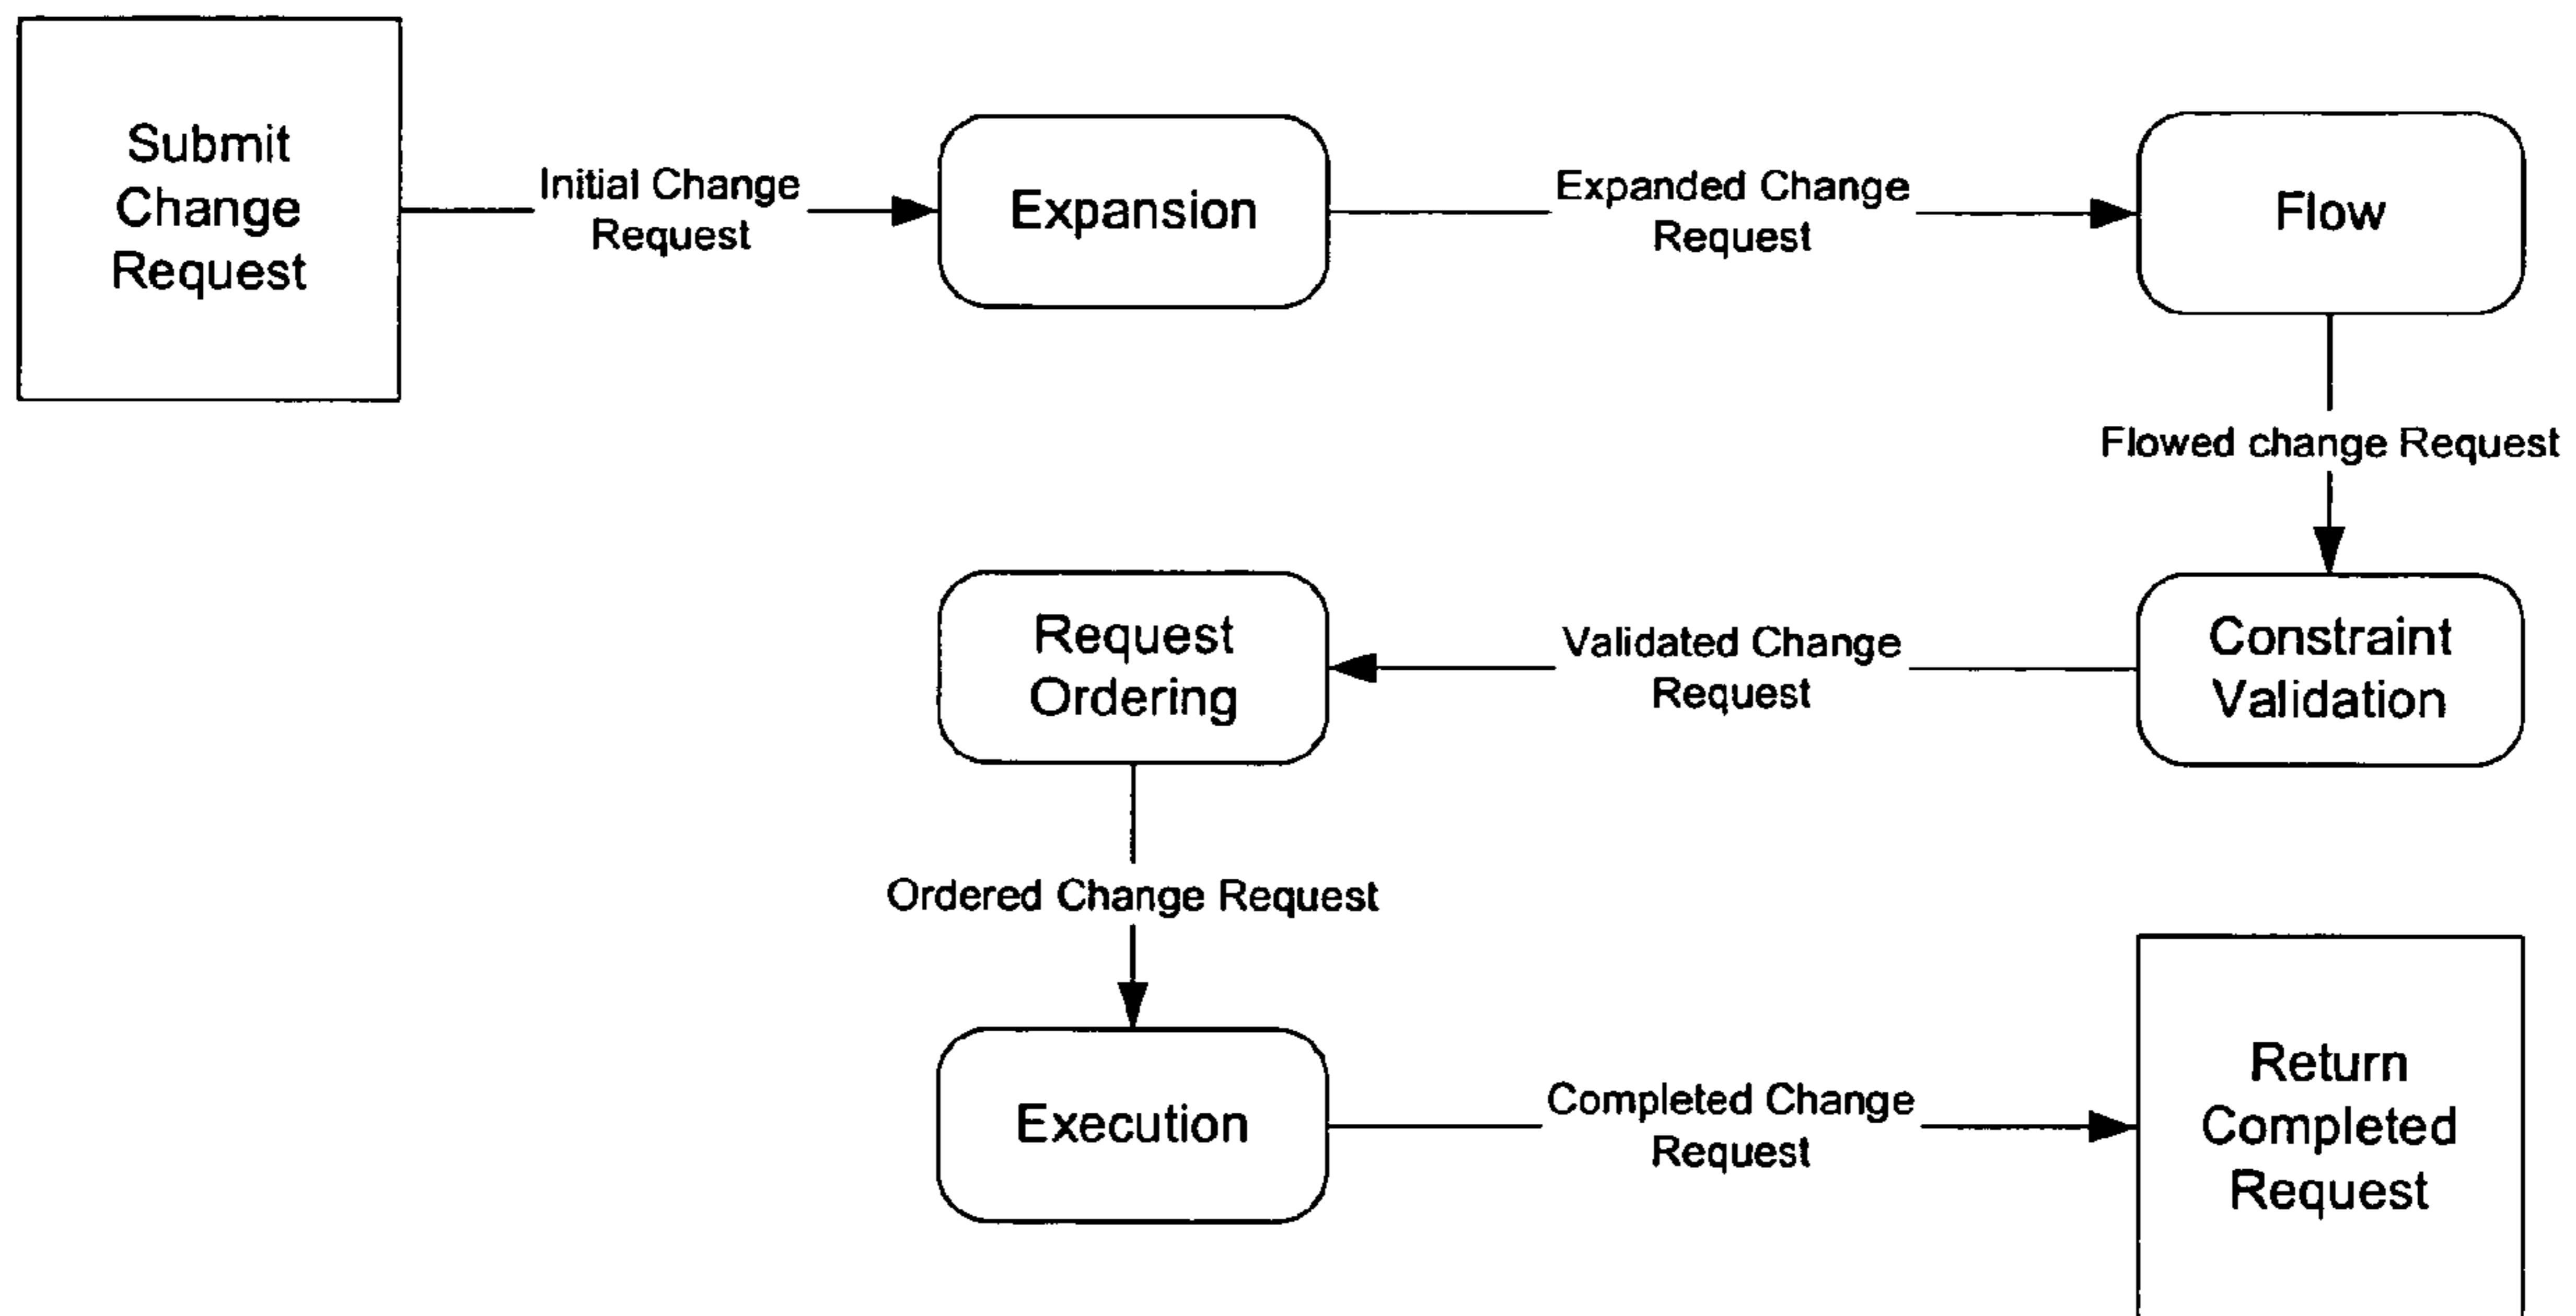 Submit
Change
Request
Initial Change
Request
Expansion
Expanded Change
Request
Flow
Flowed change Request
Constraint
Validation
Validated Change
Request
Request
Ordering
Ordered Change Request
Execution
Completed Change
Request
Return
Completed
Request